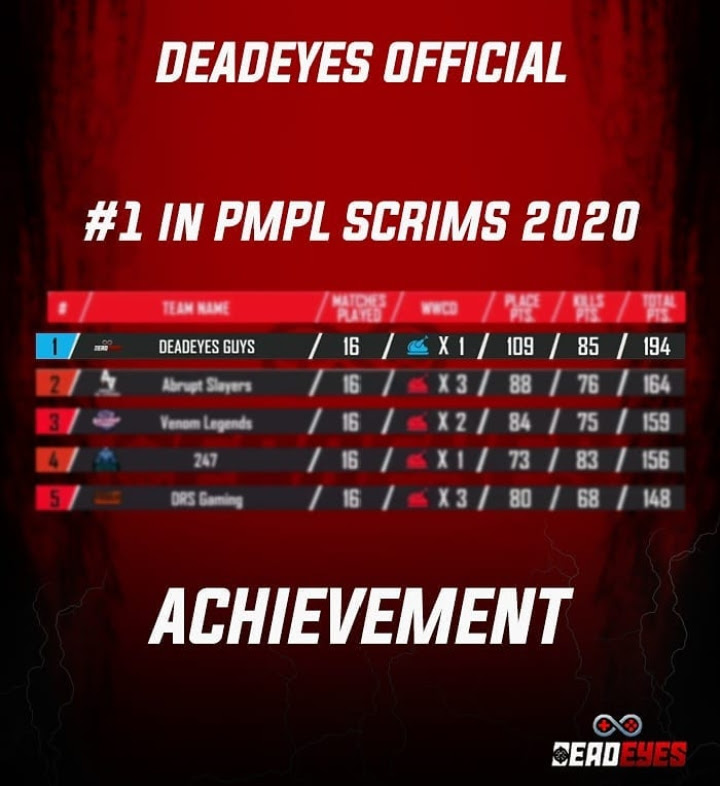 DEADEYES OFFICIAL
#1 IN PMPL SCRIMS 2020
# / TEAM NAME / MATCHES PLAYED / WWCD / PLACE PTS. / KILLS PTS. / TOTAL PTS.
1 / DEADEYES GUYS / 16 / X 1 / 109 / 85 / 194
2 / Abrupt Slayers / 16 / X 3 / 88 / 76 / 164
3 / Venom Legends / 16 / X 2 / 84 / 75 / 159
4 / 247 / 16 / X 1 / 73 / 83 / 156
5 / DRS Gaming / 16 / X 3 / 80 / 68 / 148
ACHIEVEMENT
DEADEYES